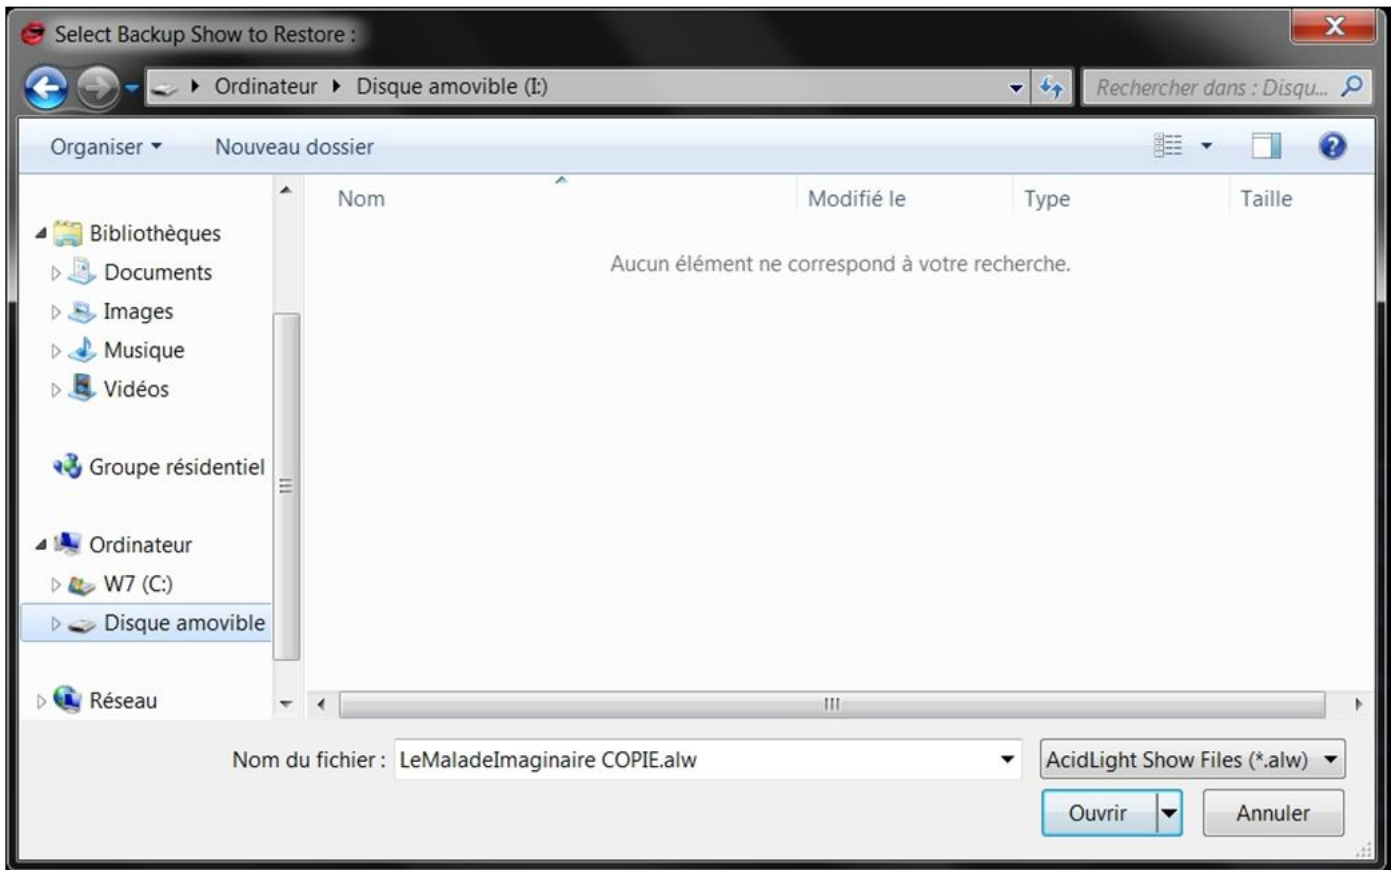 Select Backup Show to Restore :
Ordinateur Disque amovible (I:) Rechercher dans : Disqu...
Organiser Nouveau dossier
Nom Modifié le Type Taille
Aucun élément ne correspond à votre recherche.
Bibliothèques
Documents
Images
Musique
Vidéos
Groupe résidentiel
Ordinateur
W7 (C:)
Disque amovible
Réseau
Nom du fichier : LeMaladeImaginaire COPIE.alw AcidLight Show Files (*.alw)
Ouvrir Annuler